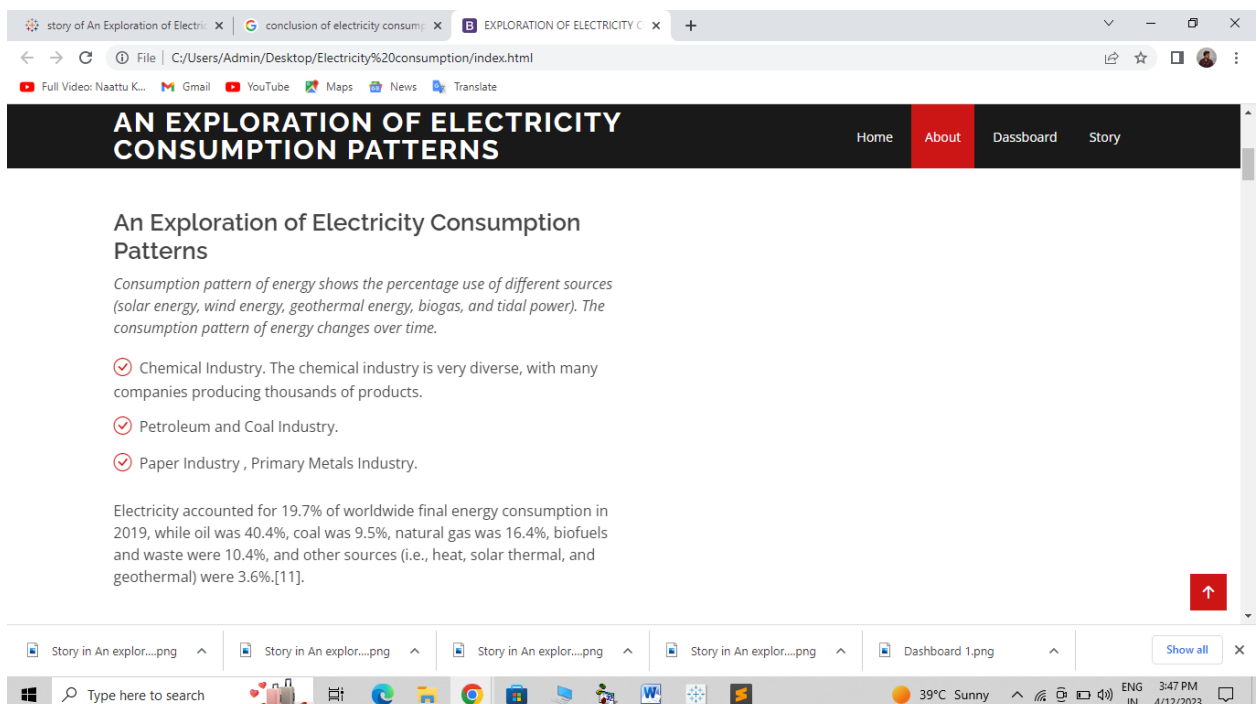 story of An Exploration of Electric
conclusion of electricity consump
EXPLORATION OF ELECTRICITY C
File | C:/Users/Admin/Desktop/Electricity%20consumption/index.html
Full Video: Naattu K... Gmail YouTube Maps News Translate
AN EXPLORATION OF ELECTRICITY
CONSUMPTION PATTERNS
Home About Dassboard Story
An Exploration of Electricity Consumption
Patterns
Consumption pattern of energy shows the percentage use of different sources
(solar energy, wind energy, geothermal energy, biogas, and tidal power). The
consumption pattern of energy changes over time.
Chemical Industry. The chemical industry is very diverse, with many
companies producing thousands of products.
Petroleum and Coal Industry.
Paper Industry , Primary Metals Industry.
Electricity accounted for 19.7% of worldwide final energy consumption in
2019, while oil was 40.4%, coal was 9.5%, natural gas was 16.4%, biofuels
and waste were 10.4%, and other sources (i.e., heat, solar thermal, and
geothermal) were 3.6%.[11].
Story in An explor....png Story in An explor....png Story in An explor....png Story in An explor....png Dashboard 1.png Show all
Type here to search 39°C Sunny ENG 3:47 PM
IN 4/12/2023